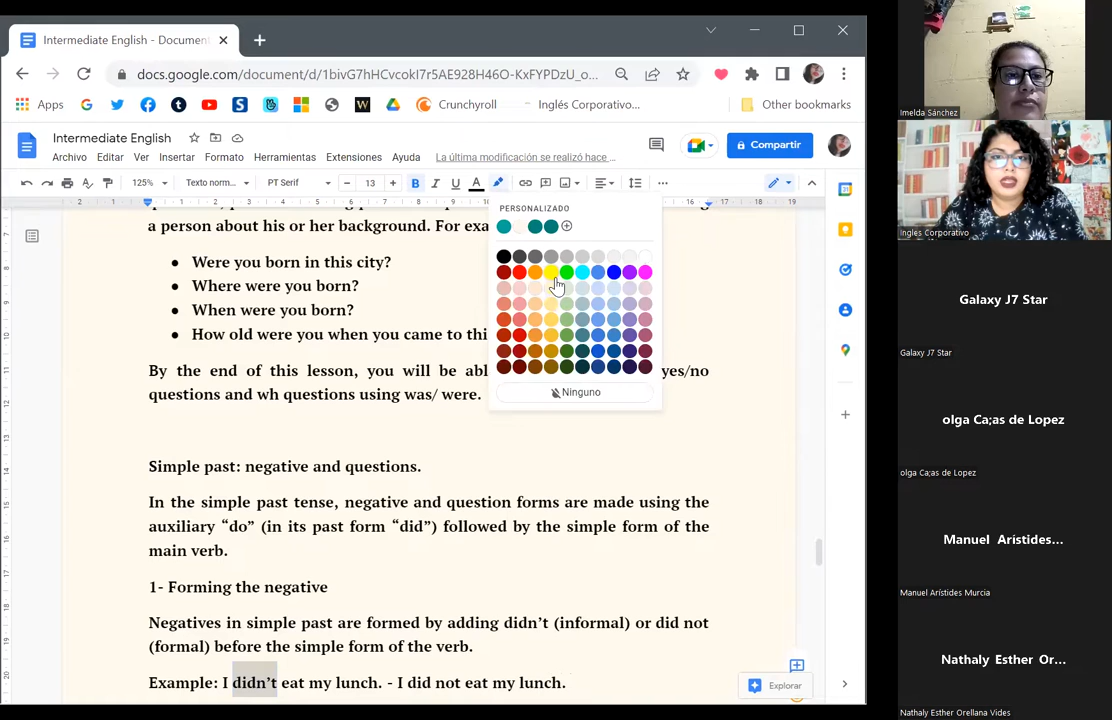 Intermediate English - Document
docs.google.com/document/d/1bivG7hHCvcokI7r5AE928H46O-KxFYPDzU_o...
Apps
Crunchyroll
Inglés Corporativo...
Other bookmarks
Intermediate English
Archivo Editar Ver Insertar Formato Herramientas Extensiones Ayuda La última modificación se realizó hace ...
Compartir
125% Texto norm... PT Serif 13
2 1 1 10 16 17 18 19
PERSONALIZADO
Ninguno
a person about his or her background. For exa
● Were you born in this city?
● Where were you born?
● When were you born?
● How old were you when you came to thi
By the end of this lesson, you will be abl yes/no
questions and wh questions using was/ were.
Simple past: negative and questions.
In the simple past tense, negative and question forms are made using the
auxiliary “do” (in its past form “did”) followed by the simple form of the
main verb.
1- Forming the negative
Negatives in simple past are formed by adding didn’t (informal) or did not
(formal) before the simple form of the verb.
Example: I didn’t eat my lunch. - I did not eat my lunch.
Explorar
Imelda Sánchez
Ingles Corporativo
Galaxy J7 Star
Galaxy J7 Star
olga Ca;as de Lopez
olga Ca;as de Lopez
Manuel Aristides...
Manuel Arístides Murcia
Nathaly Esther Or...
Nathaly Esther Orellana Vides